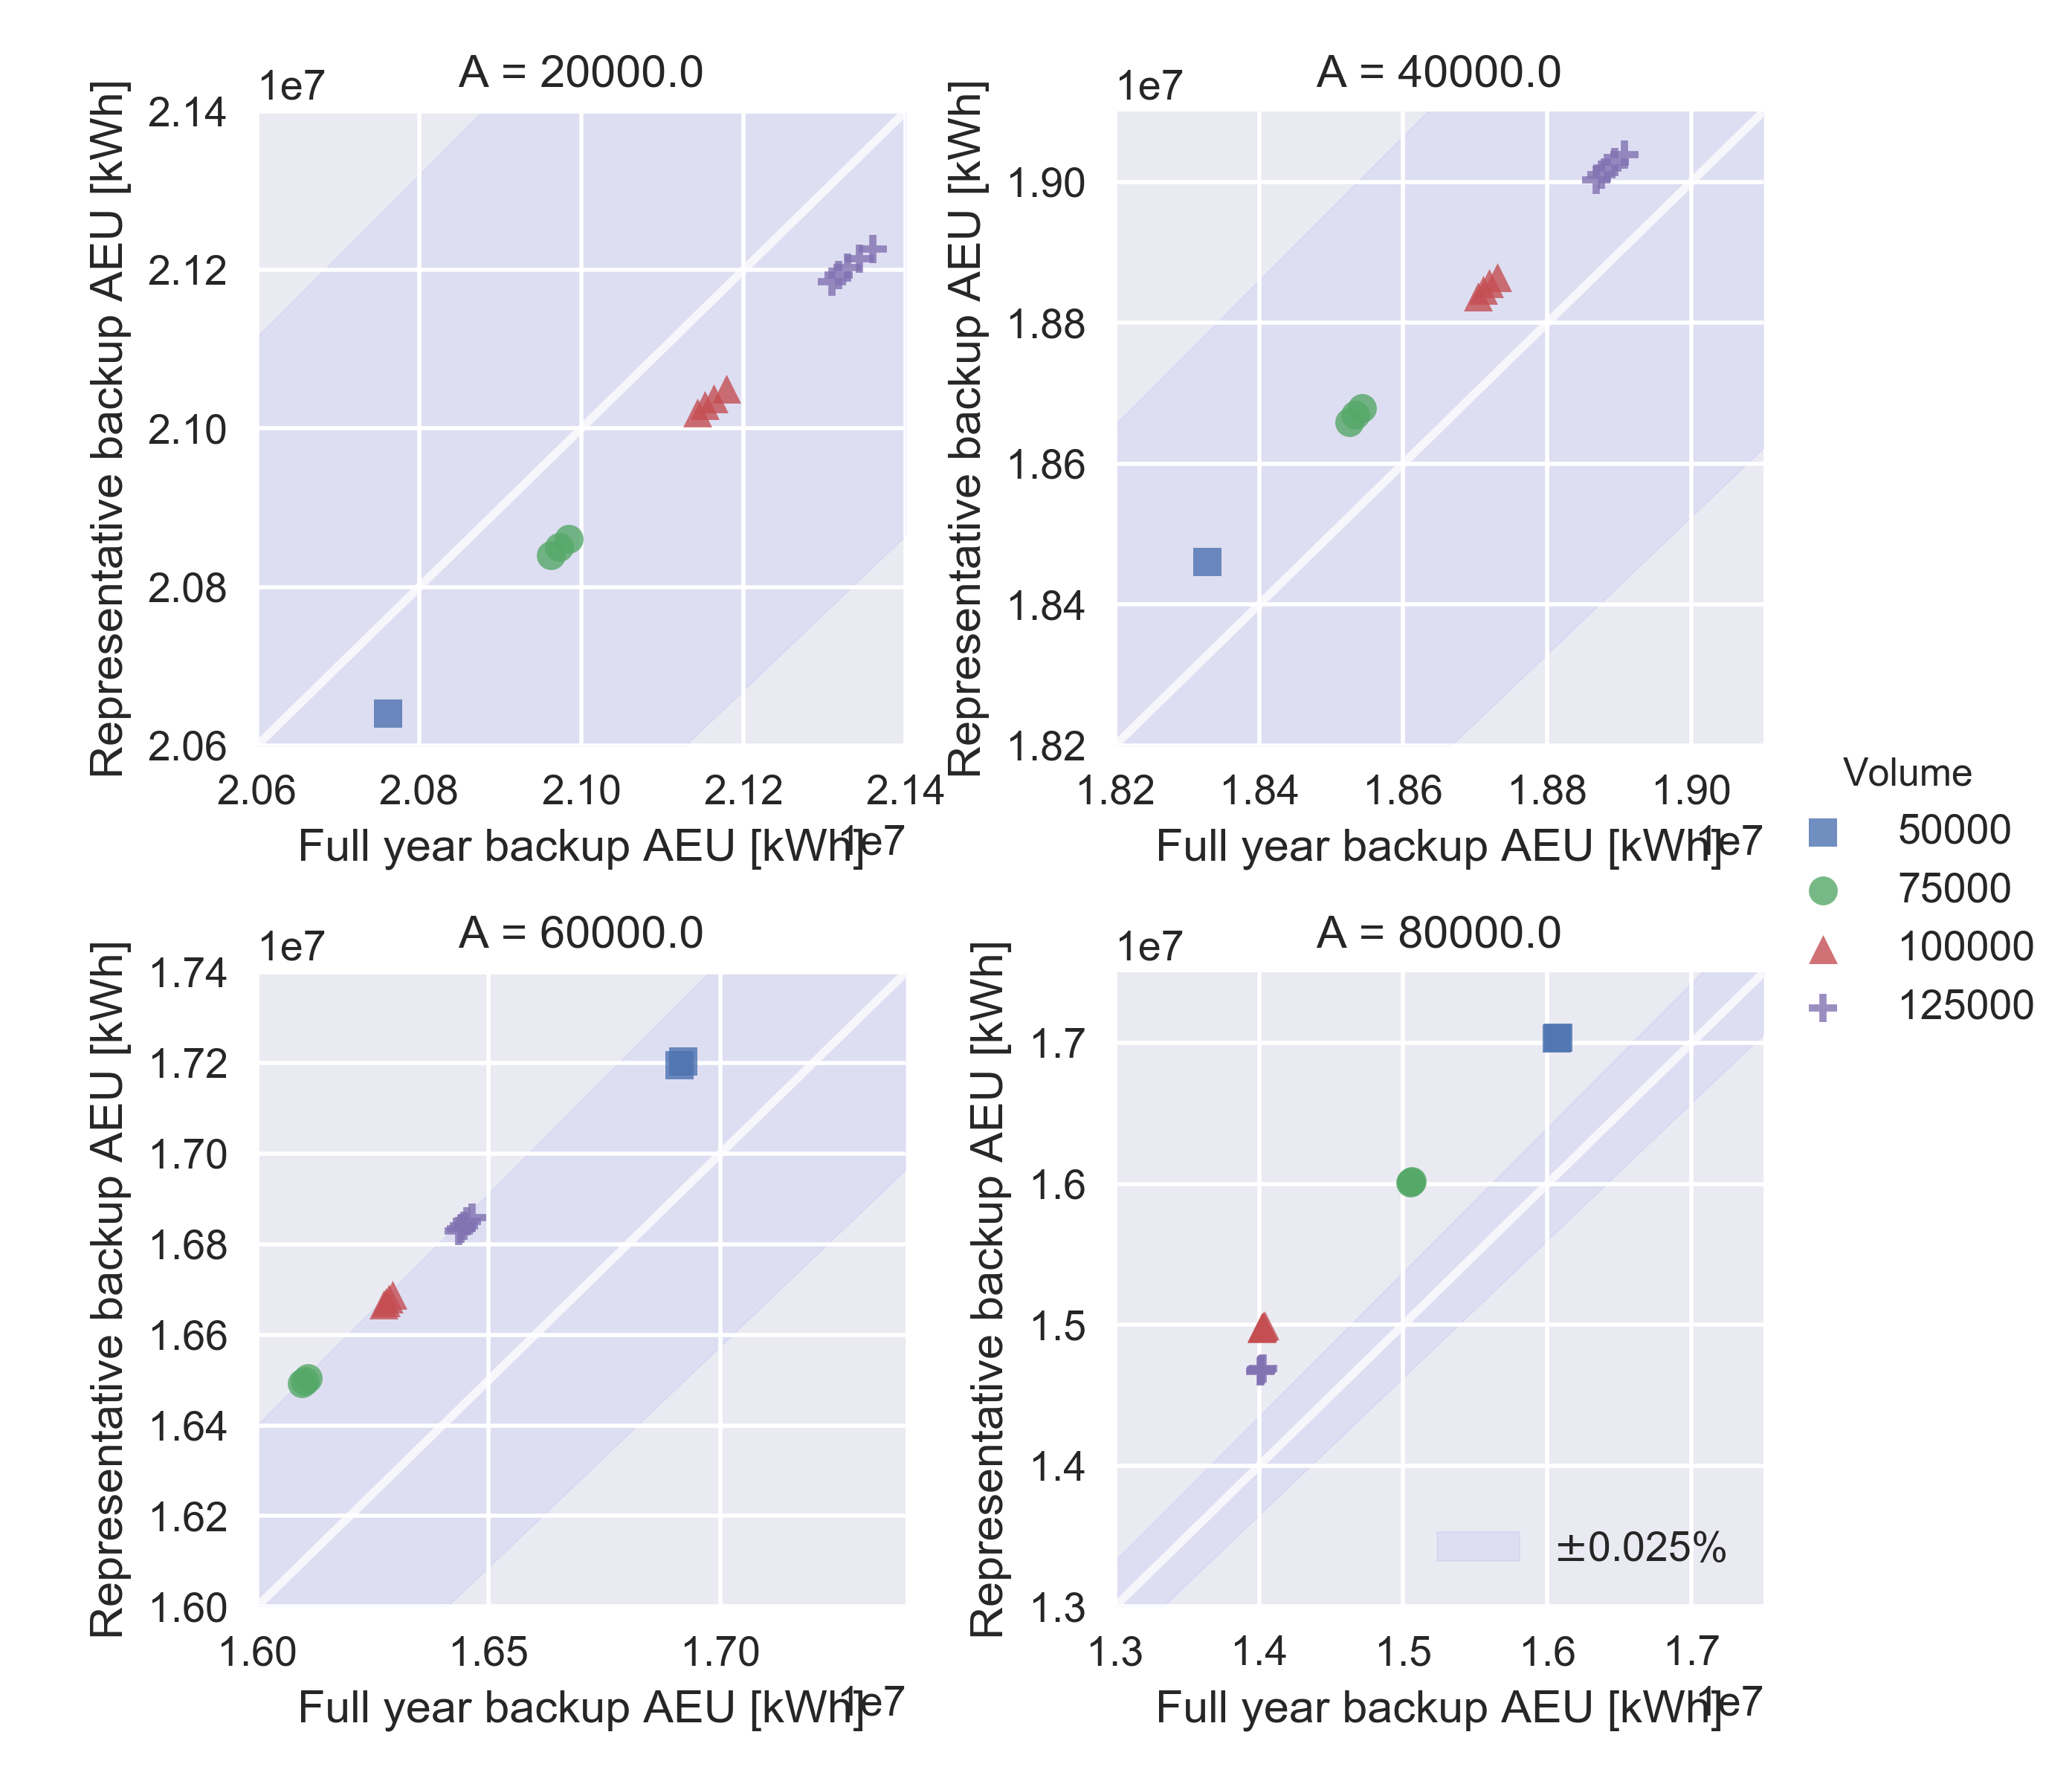 A = 20000.0
1e7
Representative backup AEU [kWh]
2.14
2.12
2.10
2.08
2.06
2.06 2.08 2.10 2.12 2.14
Full year backup AEU [kWh]
1e7
A = 40000.0
1e7
Representative backup AEU [kWh]
1.90
1.88
1.86
1.84
1.82
1.82 1.84 1.86 1.88 1.90
Full year backup AEU [kWh]
1e7
A = 60000.0
1e7
Representative backup AEU [kWh]
1.74
1.72
1.70
1.68
1.66
1.64
1.62
1.60
1.60 1.65 1.70
Full year backup AEU [kWh]
1e7
A = 80000.0
1e7
Representative backup AEU [kWh]
1.7
1.6
1.5
1.4
1.3
1.3 1.4 1.5 1.6 1.7
Full year backup AEU [kWh]
1e7
±0.025%
Volume
50000
75000
100000
125000